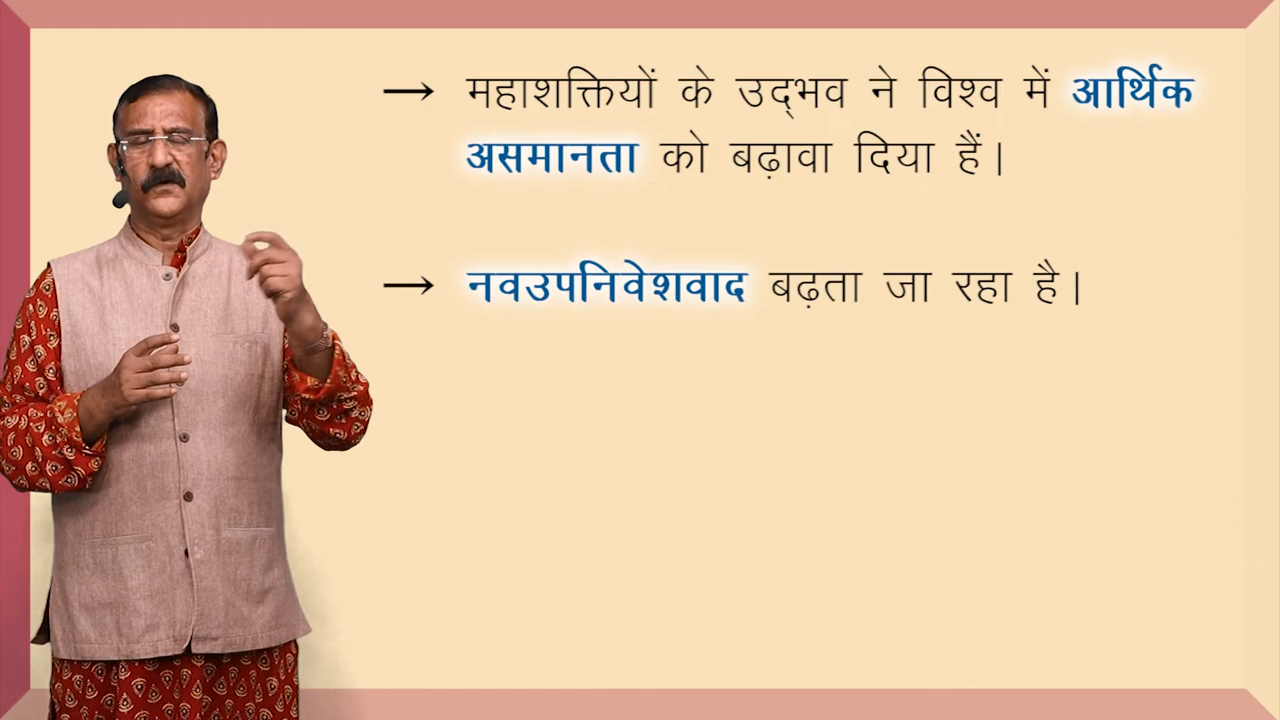 → महाशक्तियों के उद्‌भव ने विश्व में आर्थिक
असमानता को बढ़ावा दिया हैं।
→ नवउपनिवेशवाद बढ़ता जा रहा है।